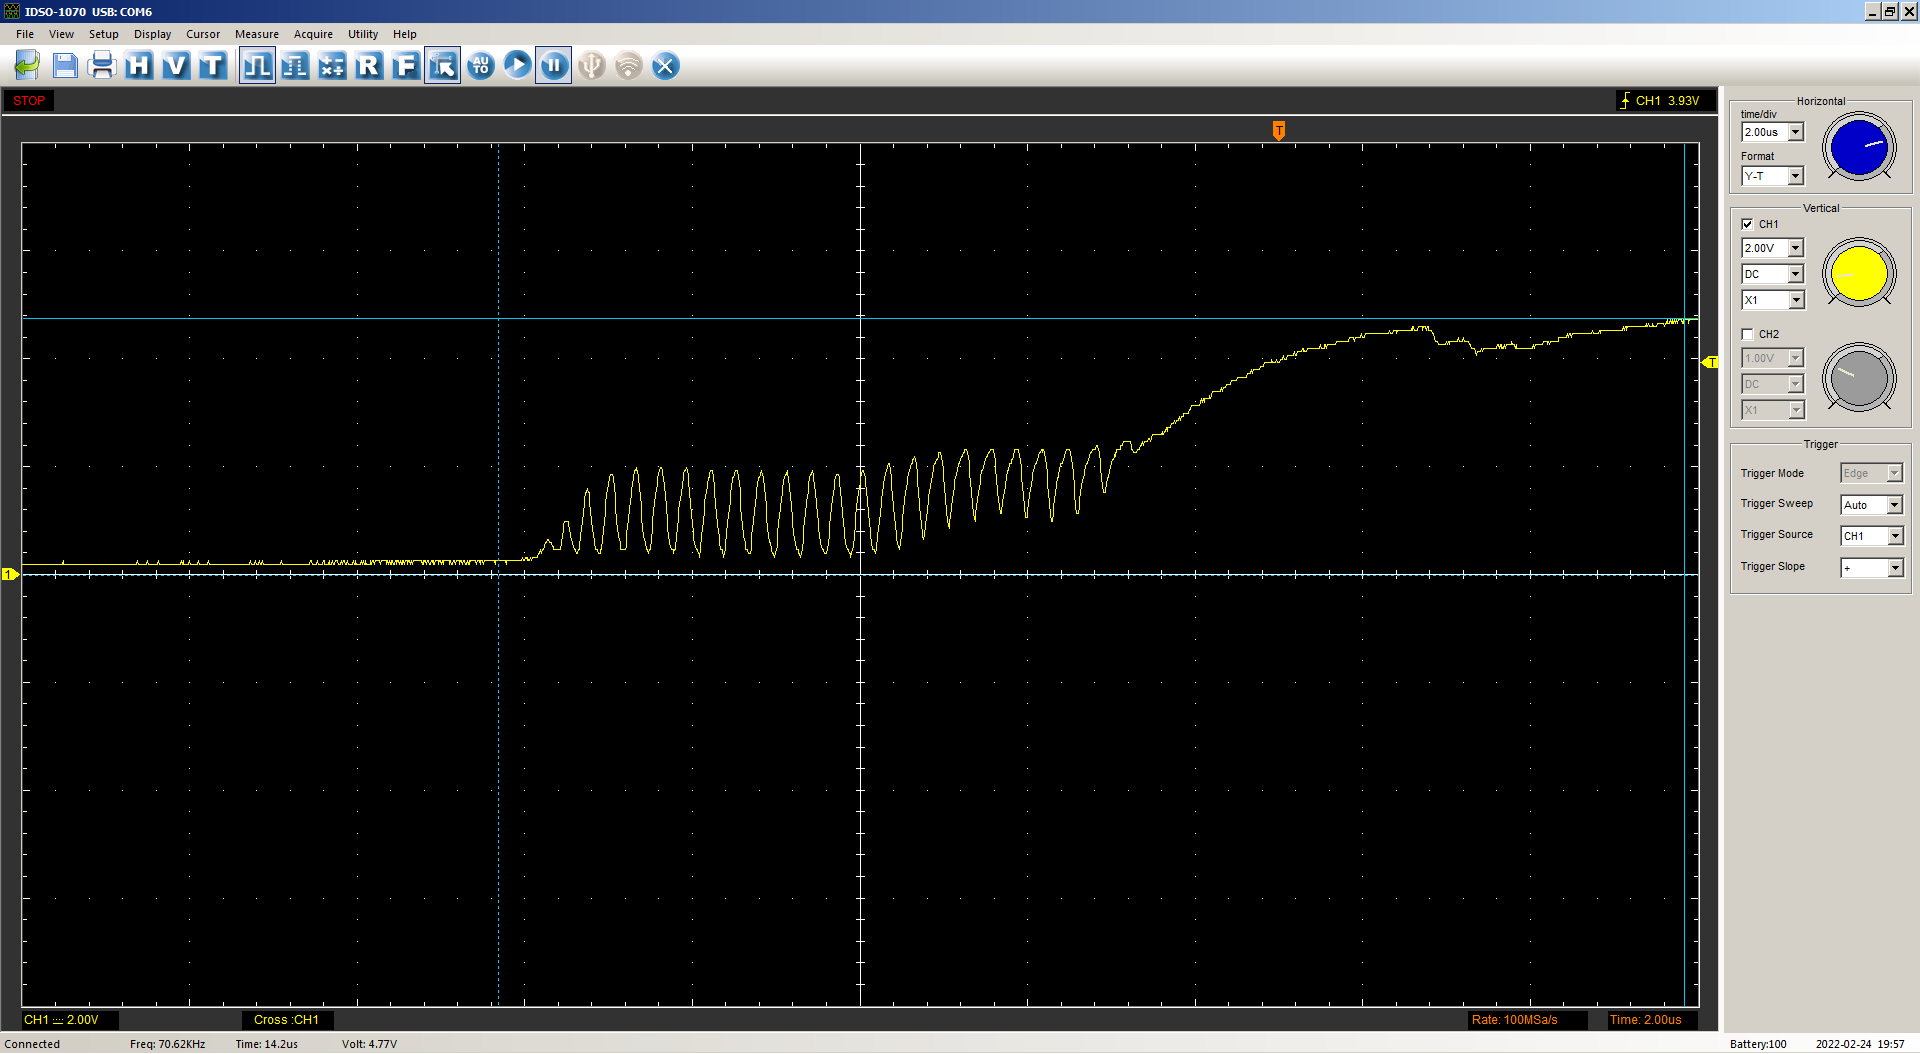 IDSO-1070 USB: COM6
File View Setup Display Cursor Measure Acquire Utility Help
H V T R F AUTO
STOP
CH1 3.93V
T
T
1
CH1 2.00V
Cross :CH1
Rate: 100MSa/s
Time: 2.00us
Horizontal
time/div
2.00us
Format
Y-T
Vertical
CH1
2.00V
DC
X1
CH2
1.00V
DC
X1
Trigger
Trigger Mode Edge
Trigger Sweep Auto
Trigger Source CH1
Trigger Slope +
Connected Freq: 70.62KHz Time: 14.2us Volt: 4.77V Battery:100 2022-02-24 19:57